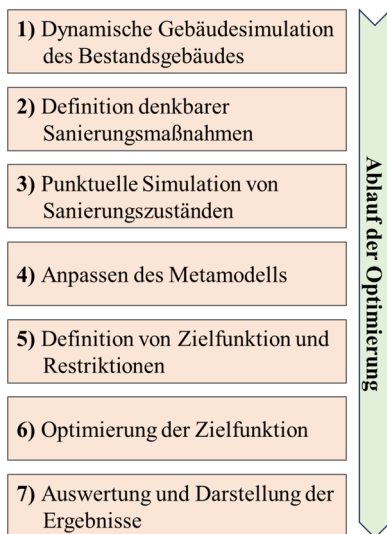 1) Dynamische Gebäudesimulation
des Bestandsgebäudes
2) Definition denkbarer
Sanierungsmaßnahmen
3) Punktuelle Simulation von
Sanierungszuständen
4) Anpassen des Metamodells
5) Definition von Zielfunktion und
Restriktionen
6) Optimierung der Zielfunktion
7) Auswertung und Darstellung der
Ergebnisse
Ablauf der Optimierung